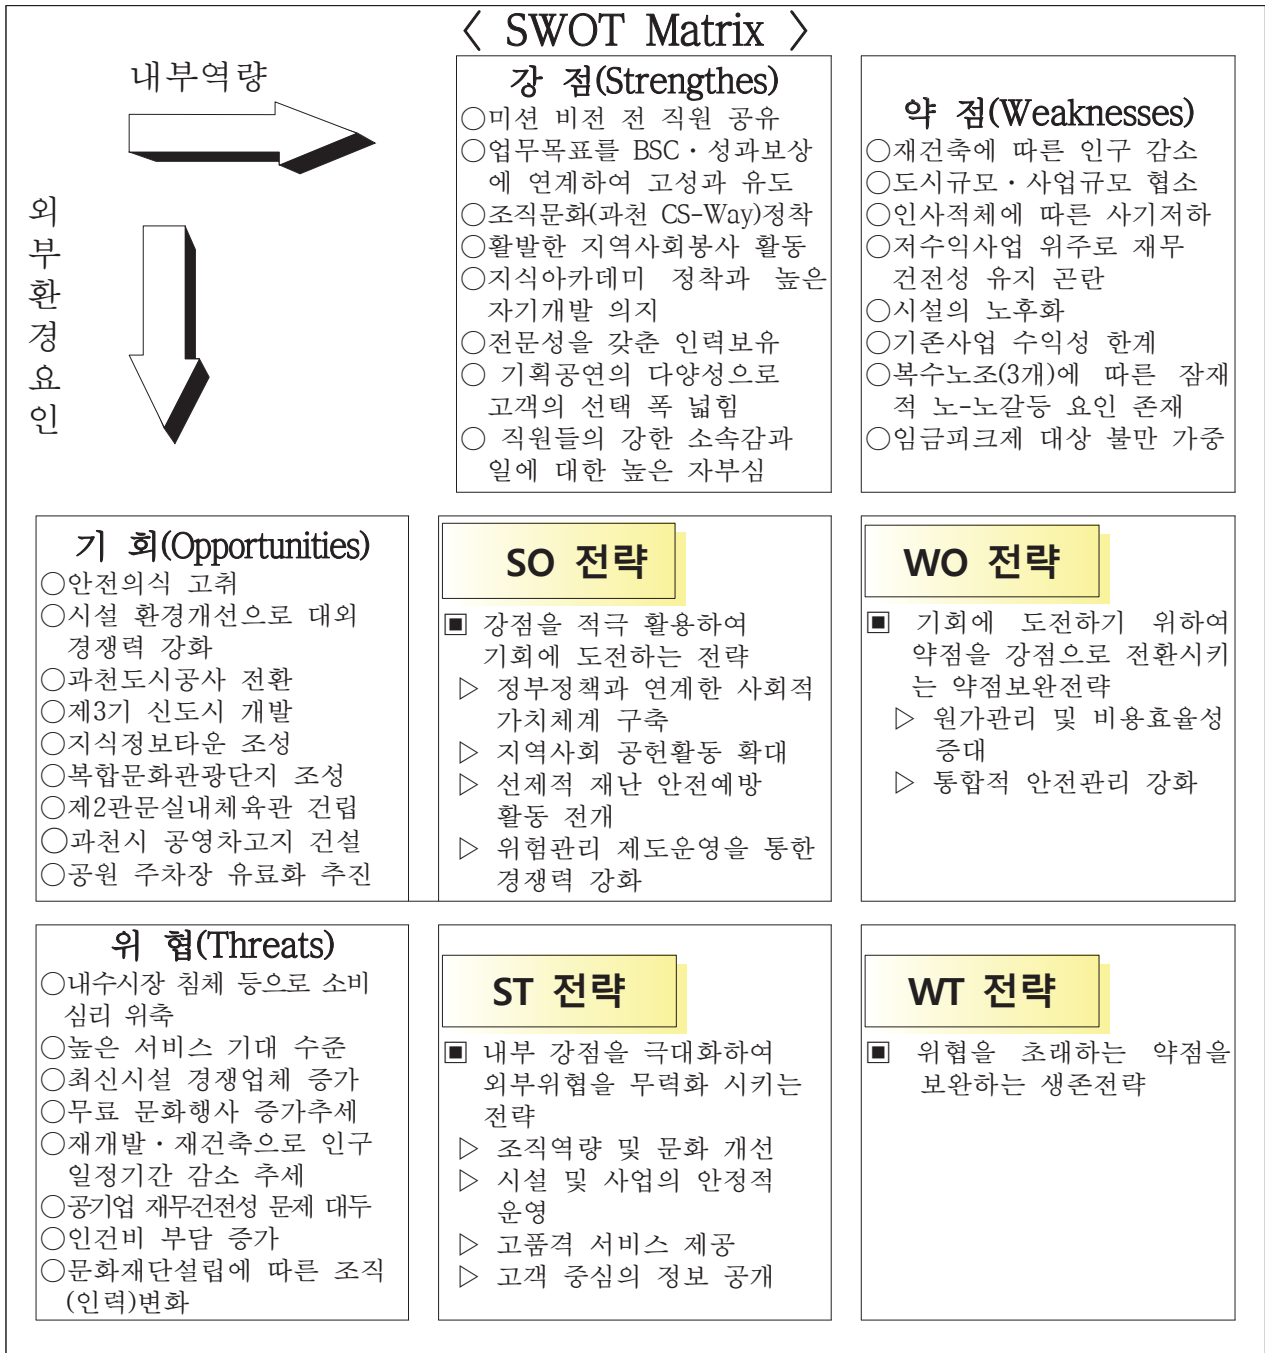 〈 SWOT Matrix 〉
내부역량
외
부
환
경
요
인
강 점(Strengthes)
○미션 비전 전 직원 공유
○업무목표를 BSC・성과보상
에 연계하여 고성과 유도
○조직문화(과천 CS-Way)정착
○활발한 지역사회봉사 활동
○지식아카데미 정착과 높은
자기개발 의지
○전문성을 갖춘 인력보유
○ 기획공연의 다양성으로
고객의 선택 폭 넓힘
○ 직원들의 강한 소속감과
일에 대한 높은 자부심
약 점(Weaknesses)
○재건축에 따른 인구 감소
○도시규모・사업규모 협소
○인사적체에 따른 사기저하
○저수익사업 위주로 재무
건전성 유지 곤란
○시설의 노후화
○기존사업 수익성 한계
○복수노조(3개)에 따른 잠재
적 노-노갈등 요인 존재
○임금피크제 대상 불만 가중
기 회(Opportunities)
○안전의식 고취
○시설 환경개선으로 대외
경쟁력 강화
○과천도시공사 전환
○제3기 신도시 개발
○지식정보타운 조성
○복합문화관광단지 조성
○제2관문실내체육관 건립
○과천시 공영차고지 건설
○공원 주차장 유료화 추진
SO 전략
▣ 강점을 적극 활용하여
기회에 도전하는 전략
▷ 정부정책과 연계한 사회적
가치체계 구축
▷ 지역사회 공헌활동 확대
▷ 선제적 재난 안전예방
활동 전개
▷ 위험관리 제도운영을 통한
경쟁력 강화
WO 전략
▣ 기회에 도전하기 위하여
약점을 강점으로 전환시키
는 약점보완전략
▷ 원가관리 및 비용효율성
증대
▷ 통합적 안전관리 강화
위 협(Threats)
○내수시장 침체 등으로 소비
심리 위축
○높은 서비스 기대 수준
○최신시설 경쟁업체 증가
○무료 문화행사 증가추세
○재개발・재건축으로 인구
일정기간 감소 추세
○공기업 재무건전성 문제 대두
○인건비 부담 증가
○문화재단설립에 따른 조직
(인력)변화
ST 전략
▣ 내부 강점을 극대화하여
외부위협을 무력화 시키는
전략
▷ 조직역량 및 문화 개선
▷ 시설 및 사업의 안정적
운영
▷ 고품격 서비스 제공
▷ 고객 중심의 정보 공개
WT 전략
▣ 위협을 초래하는 약점을
보완하는 생존전략